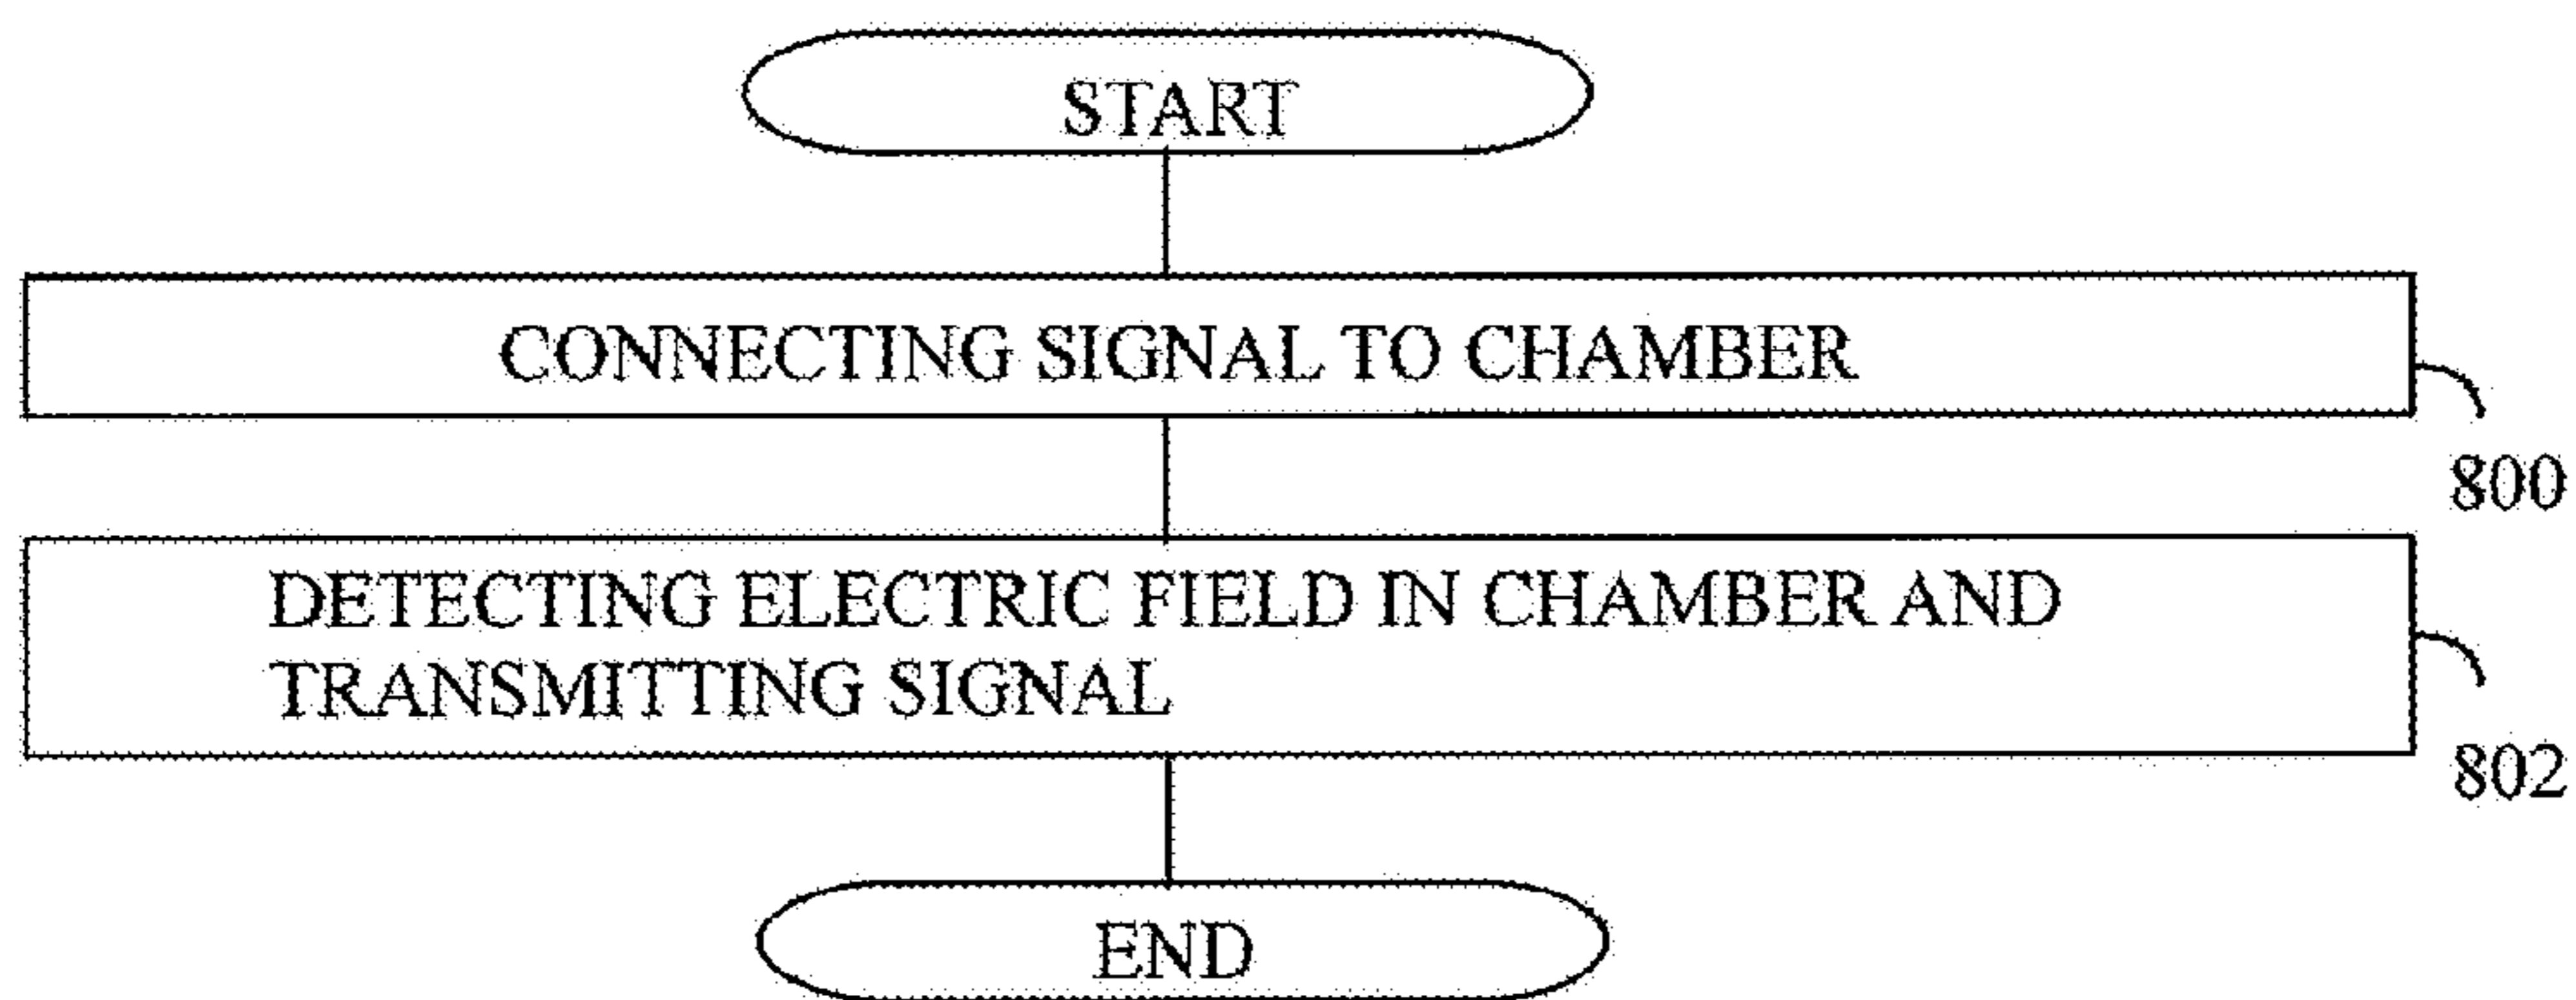 START
CONNECTING SIGNAL TO CHAMBER
800
DETECTING ELECTRIC FIELD IN CHAMBER AND
TRANSMITTING SIGNAL
802
END